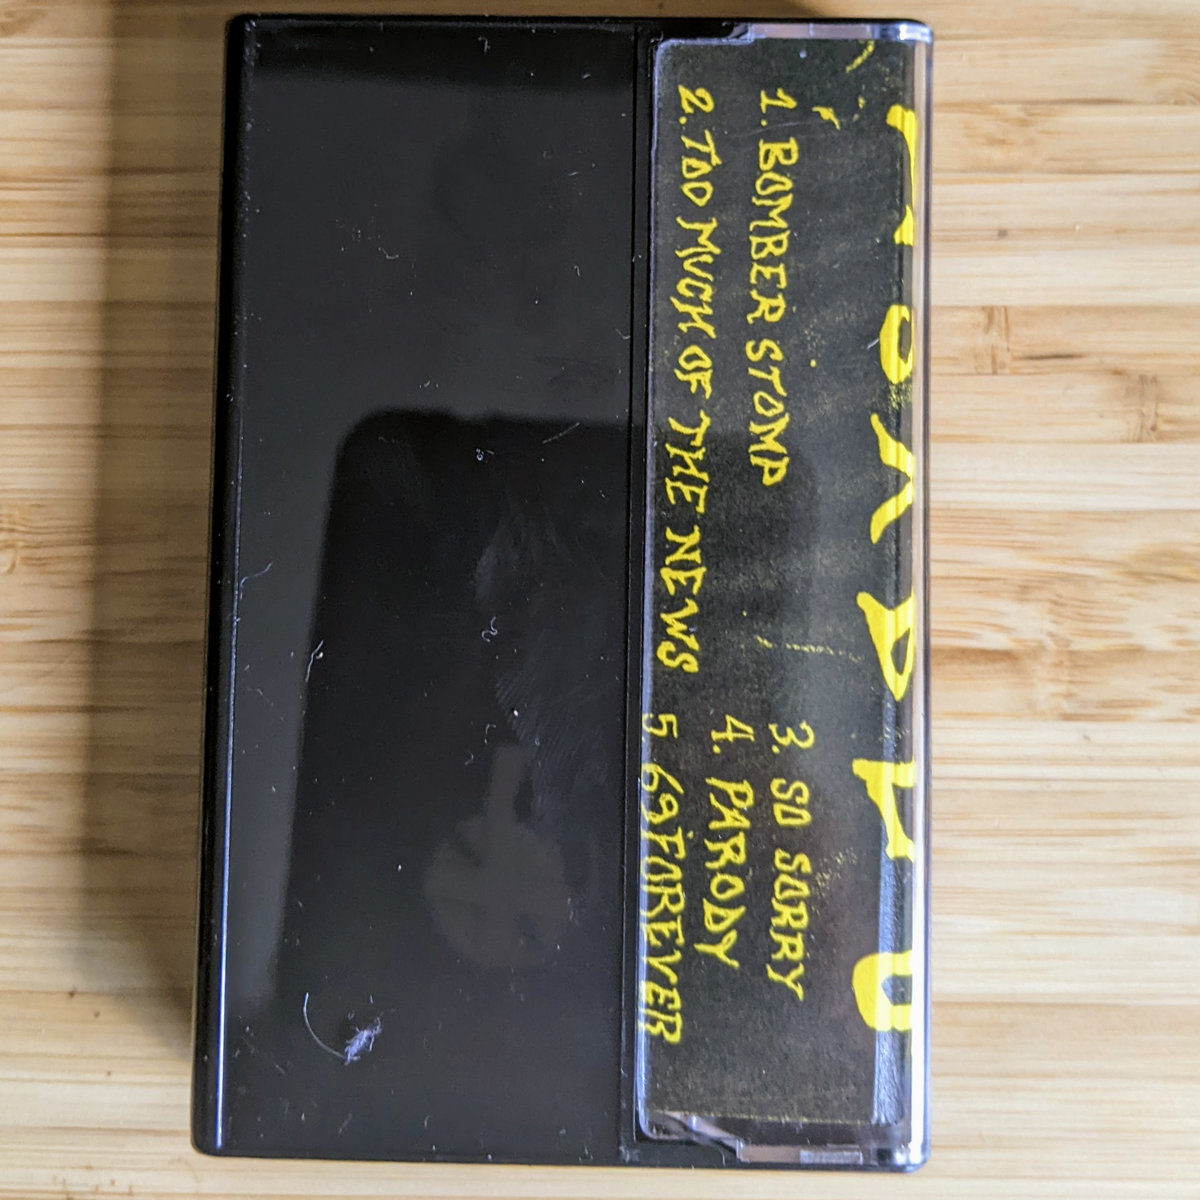 1. BOMBER STOMP
2. TOO MUCH OF THE NEWS
3. SO SORRY
4. PARODY
5 69 FOREVER